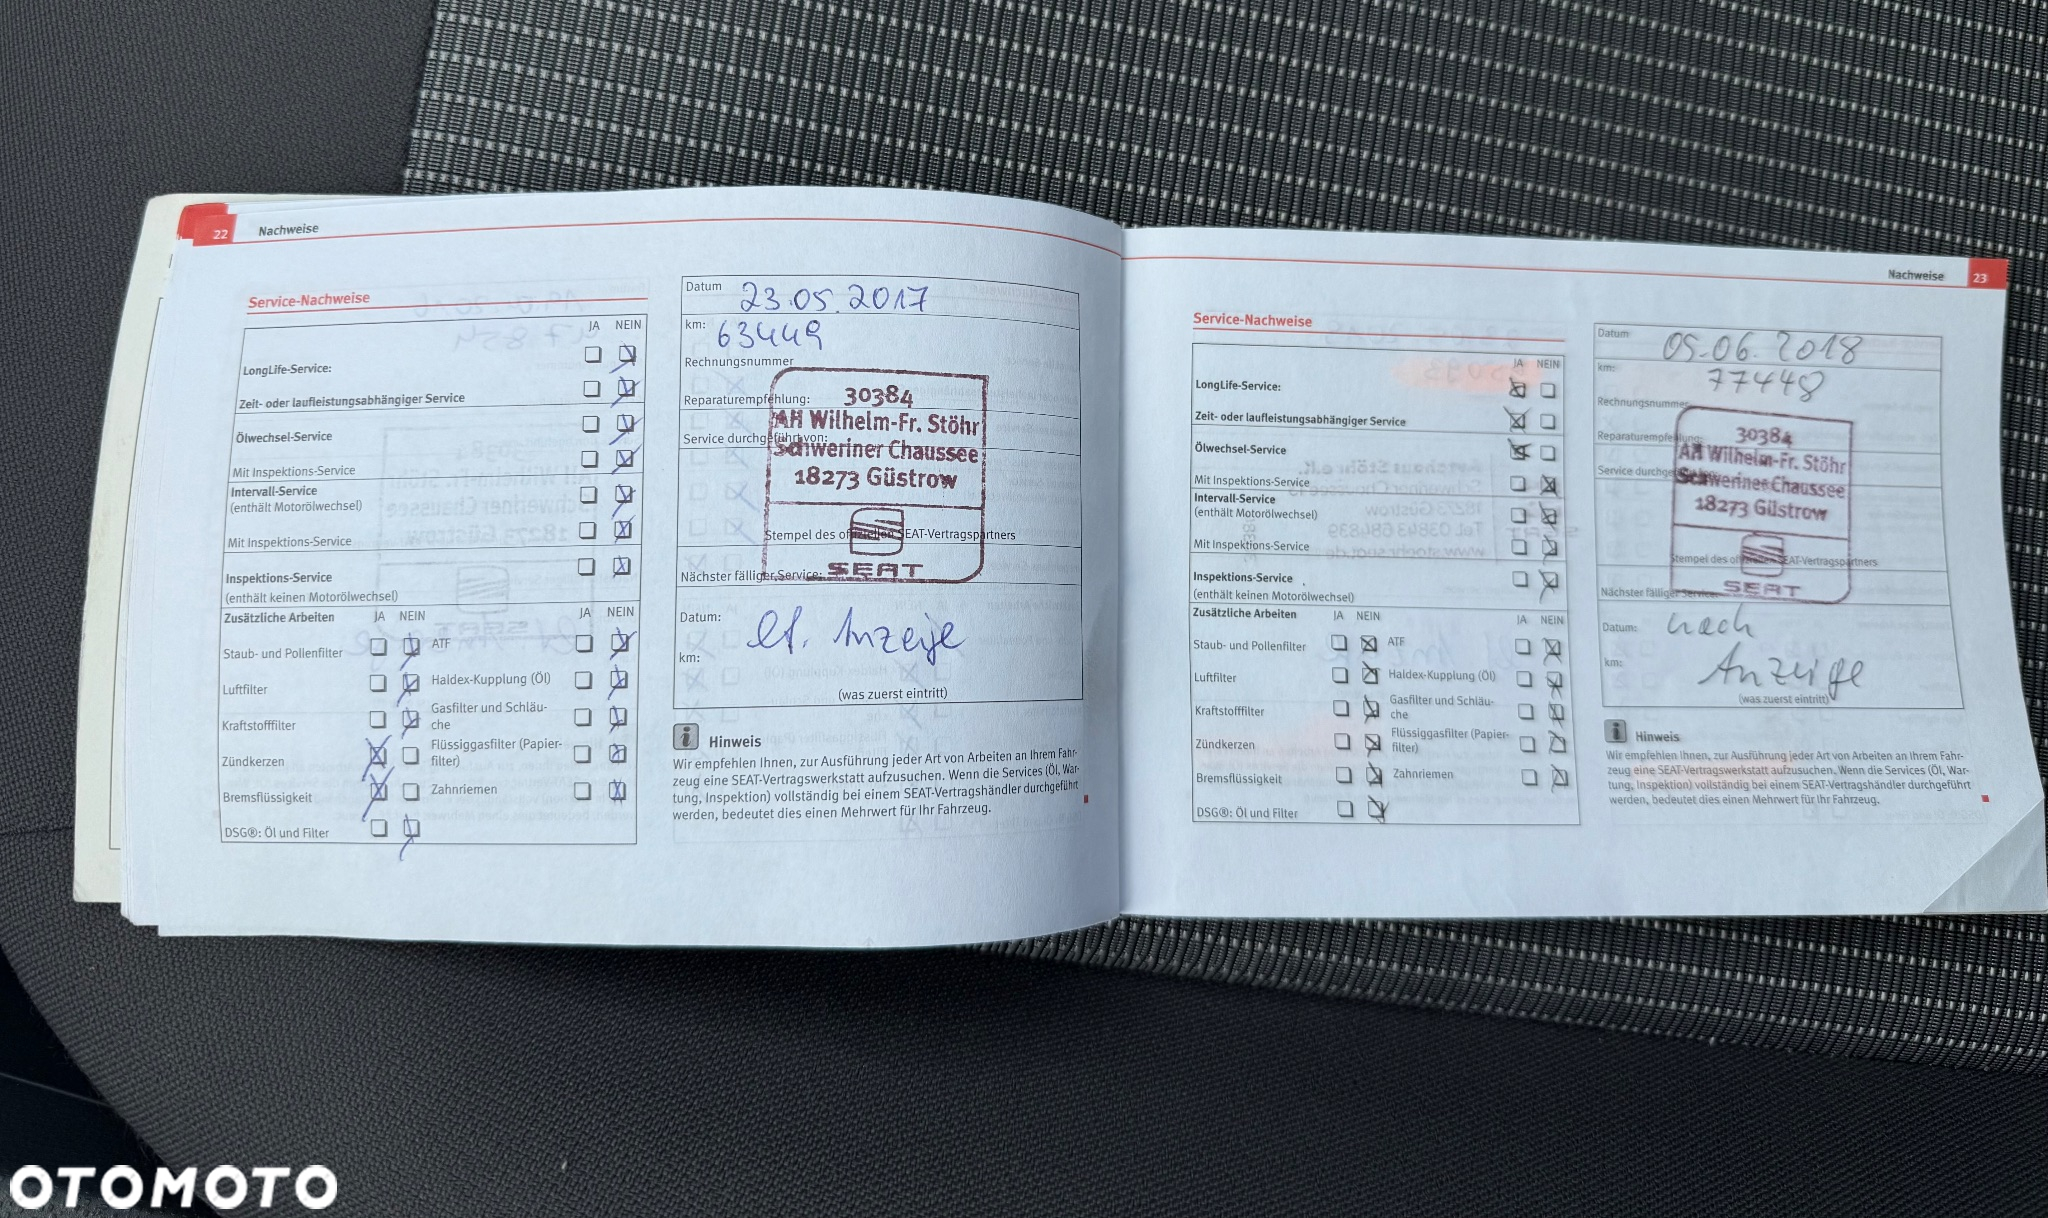 22 Nachweise
Service-Nachweise
JA NEIN
LongLife-Service:
Zeit- oder laufleistungsabhängiger Service
Ölwechsel-Service
Mit Inspektions-Service
Intervall-Service
(enthält Motorölwechsel)
Mit Inspektions-Service
Inspektions-Service
(enthält keinen Motorölwechsel)
Zusätzliche Arbeiten JA NEIN JA NEIN
Staub- und Pollenfilter ATF
Luftfilter Haldex-Kupplung (Öl)
Kraftstofffilter Gasfilter und Schläu-
che
Zündkerzen Flüssiggasfilter (Papier-
filter)
Bremsflüssigkeit Zahnriemen
DSG®: Öl und Filter
Datum 23.05.2017
km: 63449
Rechnungsnummer
Reparaturempfehlung:
Service durchgeführt von:
30384
AH Wilhelm-Fr. Stöhr
Schweriner Chaussee
18273 Güstrow
Stempel des offiziellen SEAT-Vertragspartners
SEAT
Nächster fälliger Service:
Datum:
lt. Anzeige
km:
(was zuerst eintritt)
Hinweis
Wir empfehlen Ihnen, zur Ausführung jeder Art von Arbeiten an Ihrem Fahr-
zeug eine SEAT-Vertragswerkstatt aufzusuchen. Wenn die Services (Öl, War-
tung, Inspektion) vollständig bei einem SEAT-Vertragshändler durchgeführt
werden, bedeutet dies einen Mehrwert für Ihr Fahrzeug.
Nachweise 23
Service-Nachweise
JA NEIN
LongLife-Service:
Zeit- oder laufleistungsabhängiger Service
Ölwechsel-Service
Mit Inspektions-Service
Intervall-Service
(enthält Motorölwechsel)
Mit Inspektions-Service
Inspektions-Service
(enthält keinen Motorölwechsel)
Zusätzliche Arbeiten JA NEIN JA NEIN
Staub- und Pollenfilter ATF
Luftfilter Haldex-Kupplung (Öl)
Kraftstofffilter Gasfilter und Schläu-
che
Zündkerzen Flüssiggasfilter (Papier-
filter)
Bremsflüssigkeit Zahnriemen
DSG®: Öl und Filter
Datum 05.06.2018
km: 77448
Rechnungsnummer
Reparaturempfehlung:
Service durchgeführt von:
30384
AH Wilhelm-Fr. Stöhr
Schweriner Chaussee
18273 Güstrow
Stempel des offiziellen SEAT-Vertragspartners
SEAT
Nächster fälliger Service:
Datum: nach
km: Anzeige
(was zuerst eintritt)
Hinweis
Wir empfehlen Ihnen, zur Ausführung jeder Art von Arbeiten an Ihrem Fahr-
zeug eine SEAT-Vertragswerkstatt aufzusuchen. Wenn die Services (Öl, War-
tung, Inspektion) vollständig bei einem SEAT-Vertragshändler durchgeführt
werden, bedeutet dies einen Mehrwert für Ihr Fahrzeug.
OTOMOTO